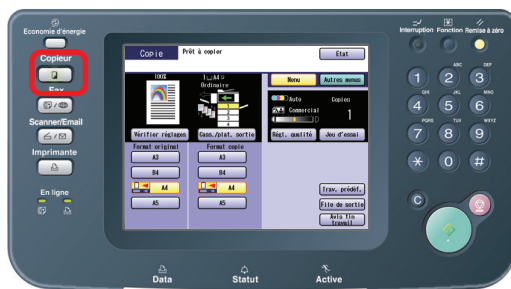 Economie d'énergie
Copieur
Fax
Scanner/Email
Imprimante
En ligne
Copie
Prêt à copier
Etat
100%
1 A4
Ordinaire
Vérifier réglages
Cass./plat. sortie
Format original
Format copie
A3
A3
B4
B4
A4
A4
A5
A5
Menu
Autres menus
Auto
Copies
Commercial
1
Régl. qualité
Jeu d'essai
Trav. prédéf.
File de sortie
Avis fin
travail
Interruption
Fonction
Remise à zéro
ABC
DEF
1
2
3
GHI
JKL
MNO
4
5
6
PQRS
TUV
WXYZ
7
8
9
*
0
#
C
Data
Statut
Active